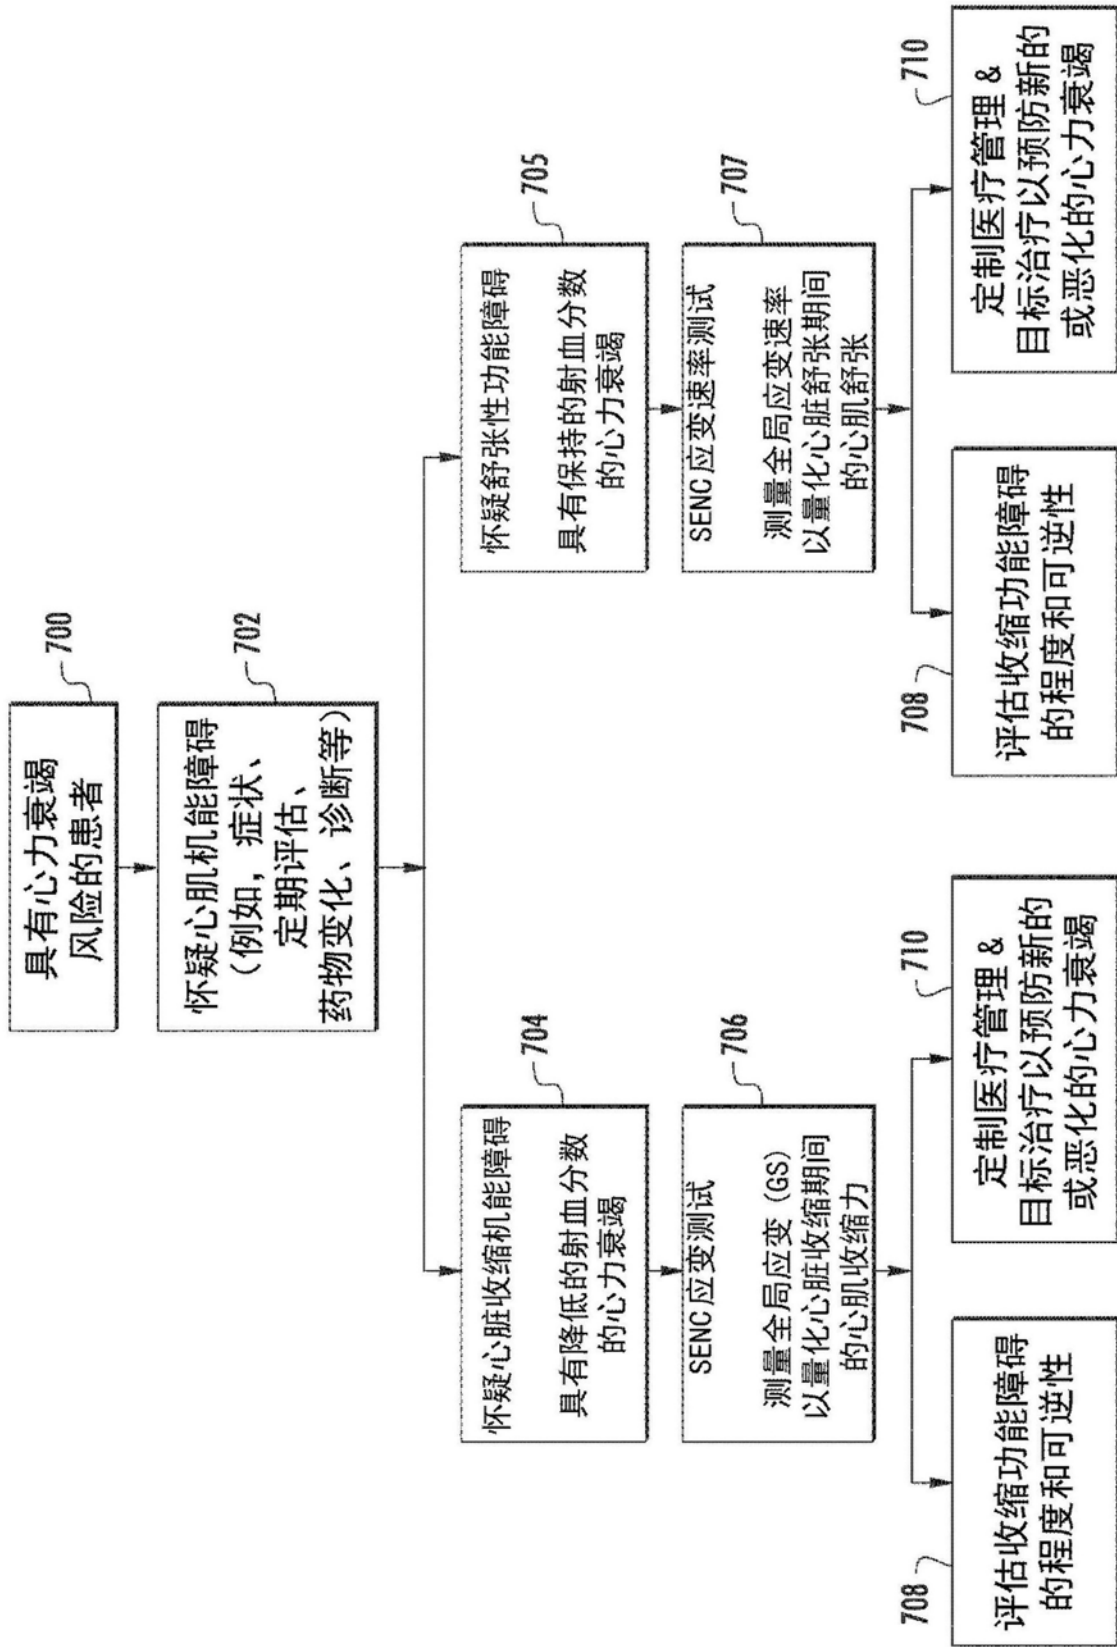 具有心力衰竭
风险的患者
700
怀疑心肌机能障碍
（例如，症状、
定期评估、
药物变化、诊断等）
702
怀疑心脏收缩机能障碍
具有降低的射血分数
的心力衰竭
704
怀疑舒张性功能障碍
具有保持的射血分数
的心力衰竭
705
SENC应变测试
测量全局应变（GS）
以量化心脏收缩期间
的心肌收缩力
706
SENC应变速率测试
测量全局应变速率
以量化心脏舒张期间
的心肌舒张
707
708
评估收缩功能障碍
的程度和可逆性
710
定制医疗管理&
目标治疗以预防新的
或恶化的心力衰竭
708
评估收缩功能障碍
的程度和可逆性
710
定制医疗管理&
目标治疗以预防新的
或恶化的心力衰竭